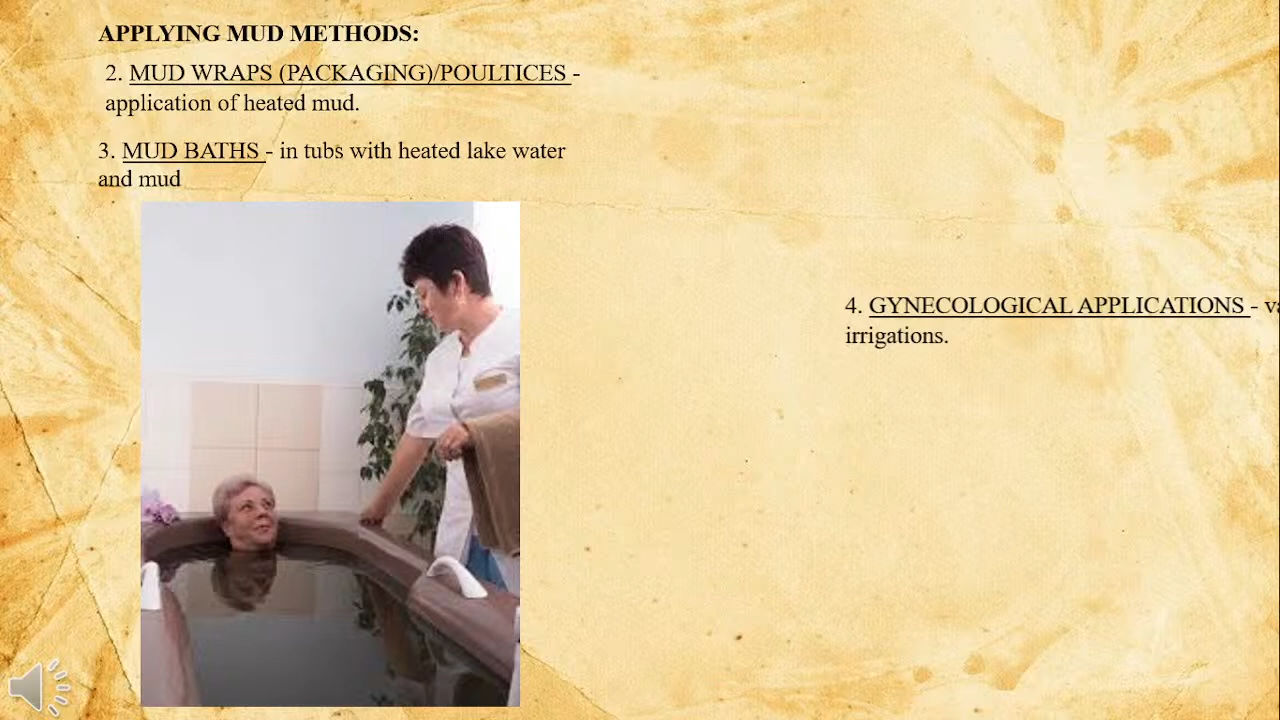 APPLYING MUD METHODS:
2. MUD WRAPS (PACKAGING)/POULTICES -
application of heated mud.
3. MUD BATHS - in tubs with heated lake water
and mud
4. GYNECOLOGICAL APPLICATIONS -
irrigations.